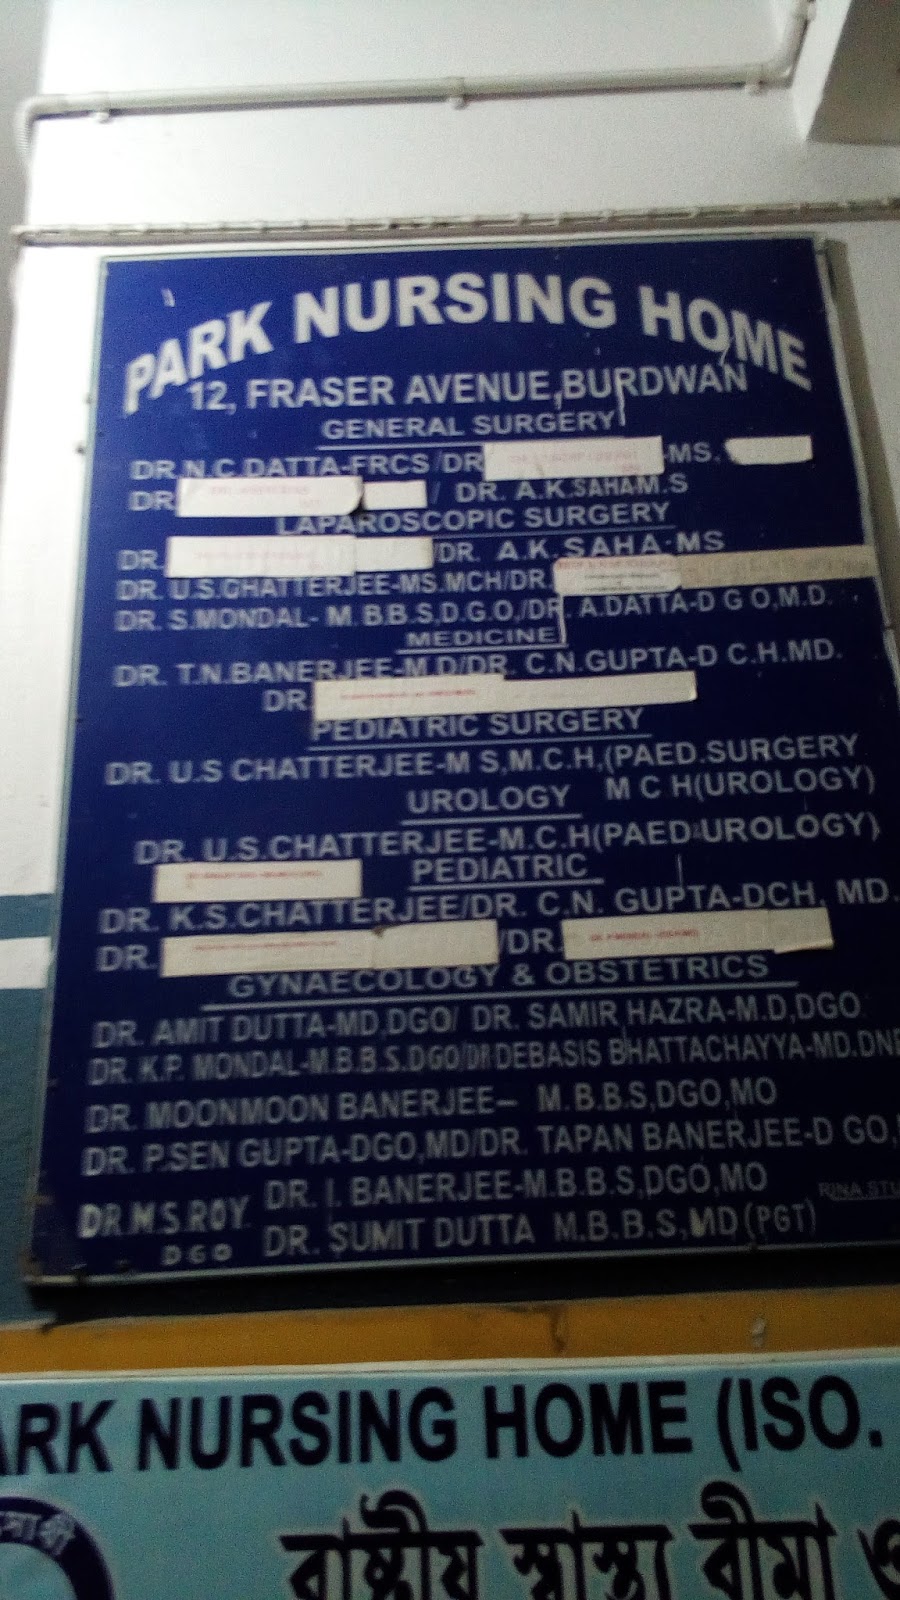 PARK NURSING HOME
12, FRASER AVENUE, BURDWAN
GENERAL SURGERY
DR.N.C.DATTA-FRCS /DR -MS.
DR / DR. A.K.SAHAM.S
LAPAROSCOPIC SURGERY
DR. /DR. A.K.SAHA-MS
DR. U.S.CHATTERJEE-MS.MCH/DR.
DR. S.MONDAL- M.B.B.S,D.G.O,/DR. A.DATTA-D G O,M.D.
MEDICINE
DR. T.N.BANERJEE-M.D/DR. C.N.GUPTA-D C.H.MD.
DR.
PEDIATRIC SURGERY
DR. U.S CHATTERJEE-M S,M.C.H,(PAED.SURGERY
UROLOGY M C H(UROLOGY)
DR. U.S.CHATTERJEE-M.C.H(PAED UROLOGY)
PEDIATRIC
DR. K.S.CHATTERJEE/DR. C.N. GUPTA-DCH, MD.
DR. /DR.
GYNAECOLOGY & OBSTETRICS
DR. AMIT DUTTA-MD,DGO/ DR. SAMIR HAZRA-M.D,DGO
DR. K.P. MONDAL-M.B.B.S.DGO/DR DEBASIS BHATTACHAYYA-MD.DNB
DR. MOONMOON BANERJEE- M.B.B.S,DGO,MO
DR. P.SEN GUPTA-DGO,MD/DR. TAPAN BANERJEE-D GO,
DR. I. BANERJEE-M.B.B.S,DGO,MO
RINA STU
DR.M.S.ROY DR. SUMIT DUTTA M.B.B.S,MD(PGT)
DGO
ARK NURSING HOME (ISO.
রাষ্ট্রীয় স্বাস্থ্য বীমা